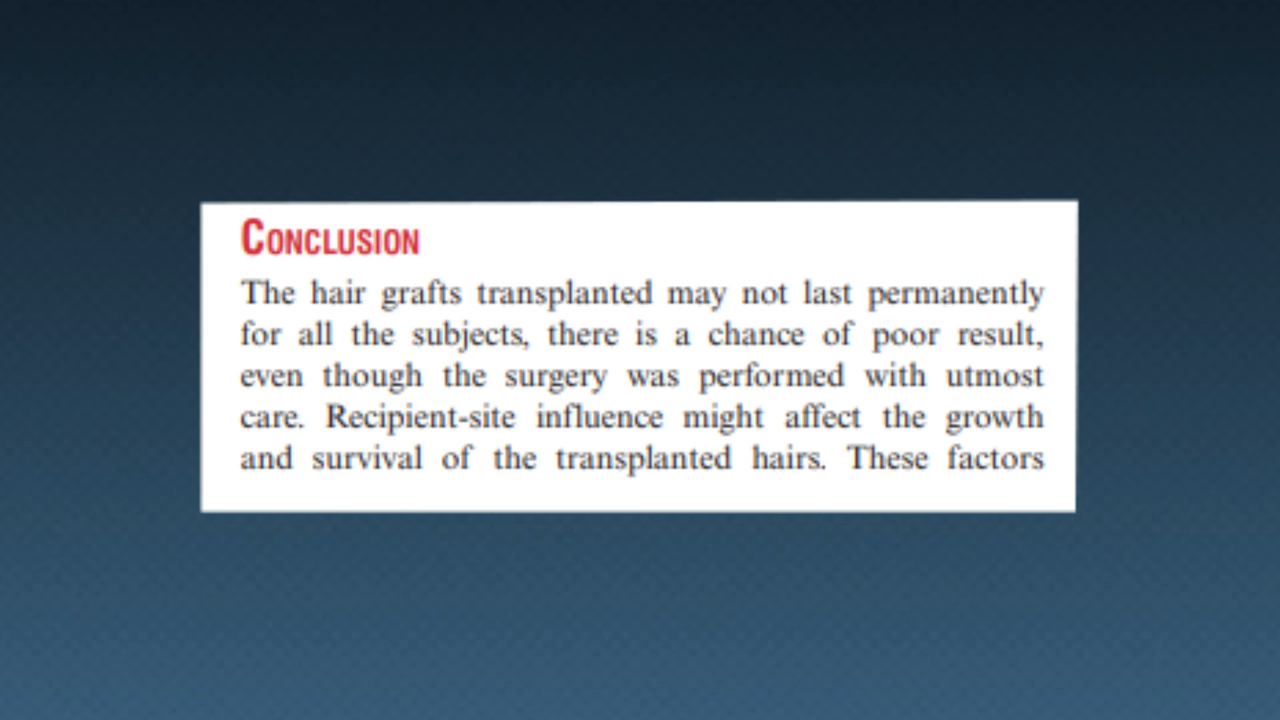 CONCLUSION
The hair grafts transplanted may not last permanently
for all the subjects, there is a chance of poor result,
even though the surgery was performed with utmost
care. Recipient-site influence might affect the growth
and survival of the transplanted hairs. These factors